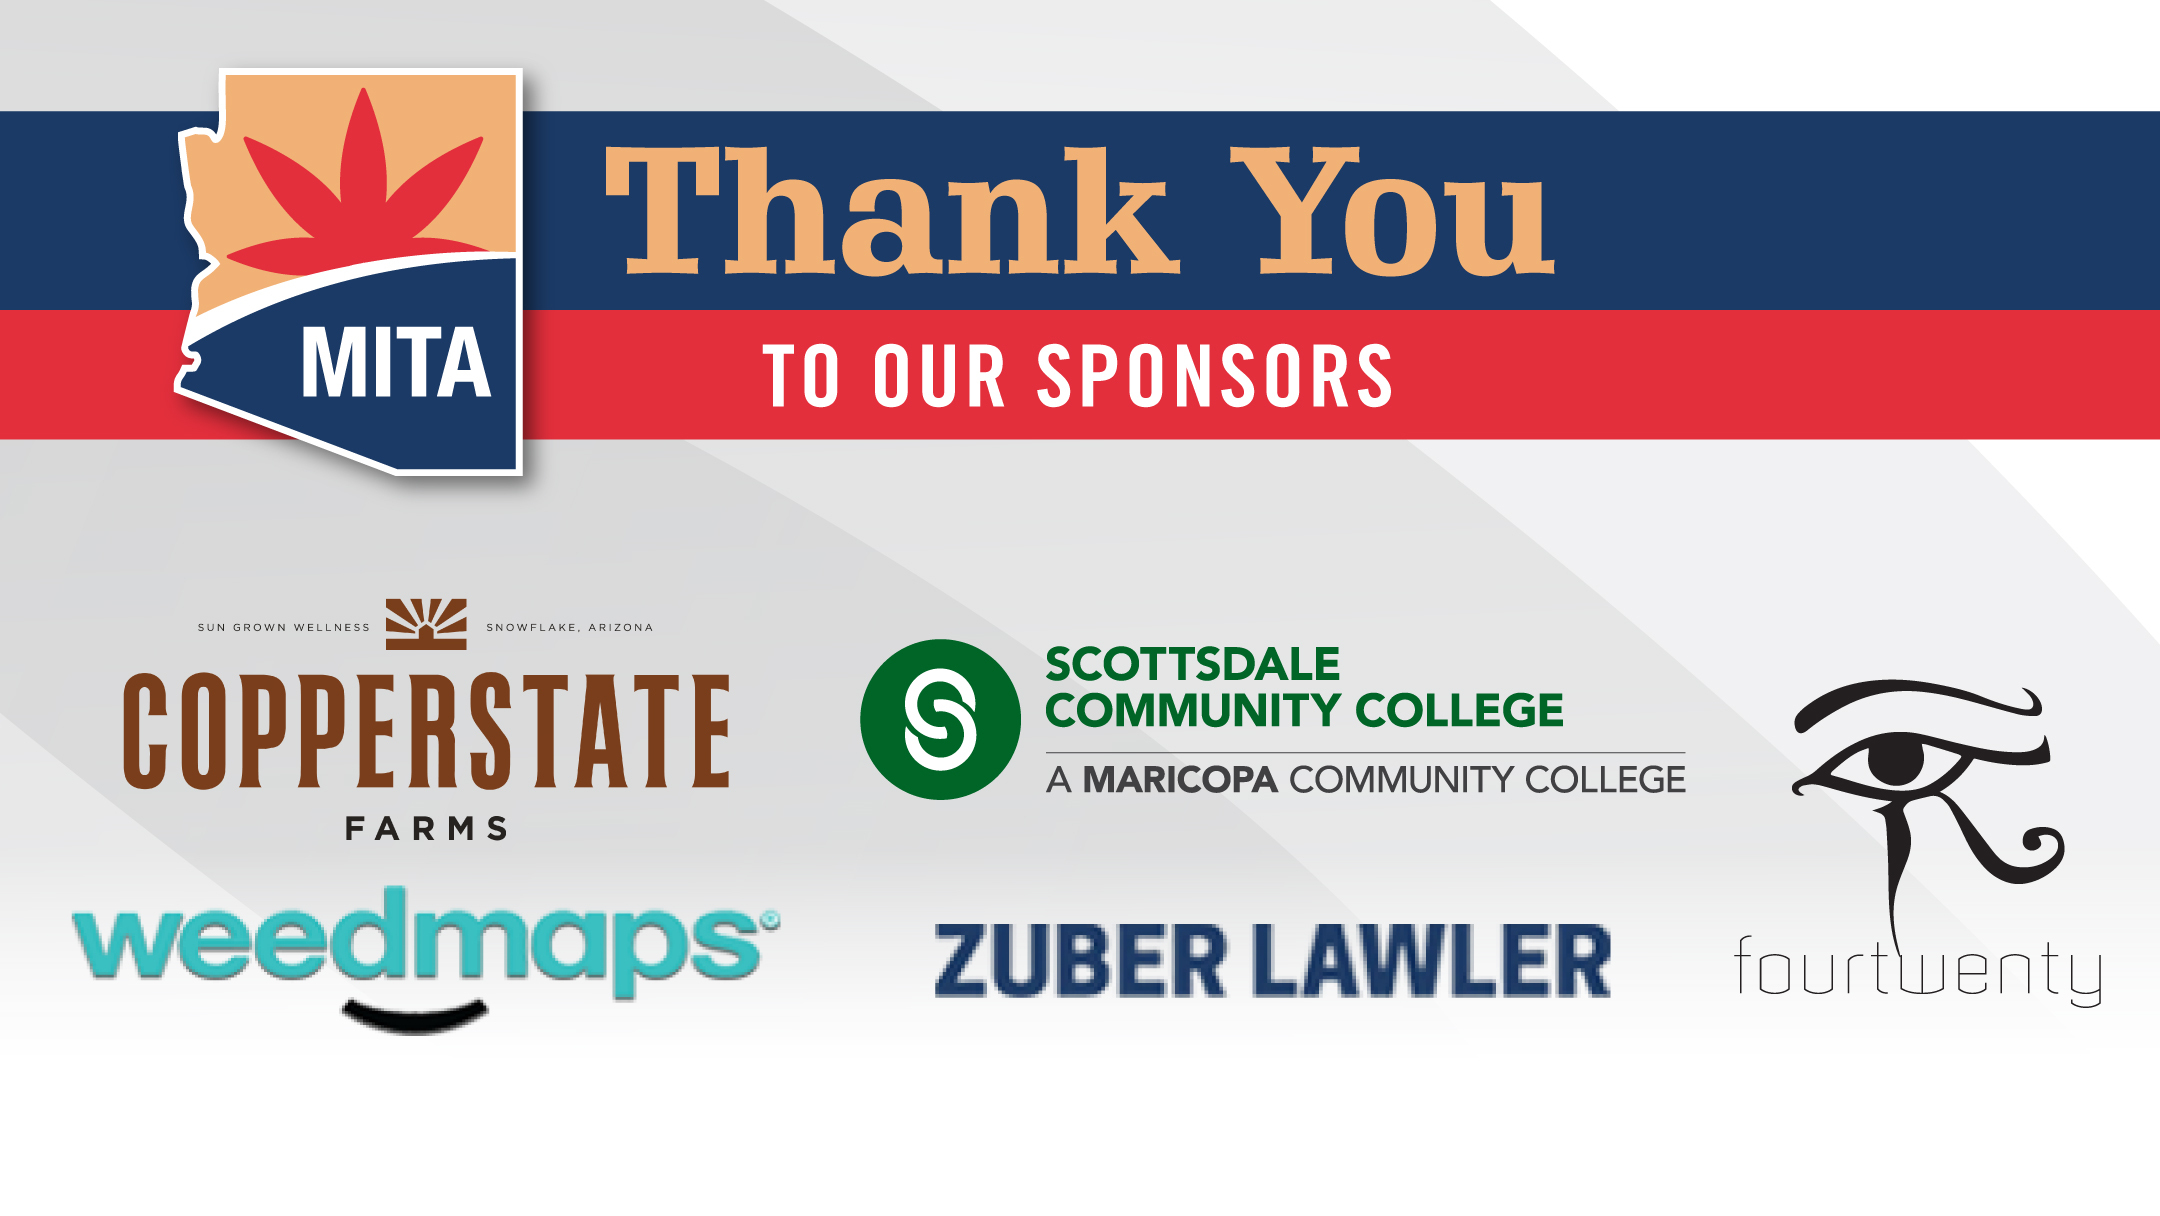 MITA
Thank You
TO OUR SPONSORS
SUN GROWN WELLNESS SNOWFLAKE, ARIZONA
COPPERSTATE
FARMS
SCOTTSDALE
COMMUNITY COLLEGE
A MARICOPA COMMUNITY COLLEGE
weedmaps®
ZUBER LAWLER
fourtwenty